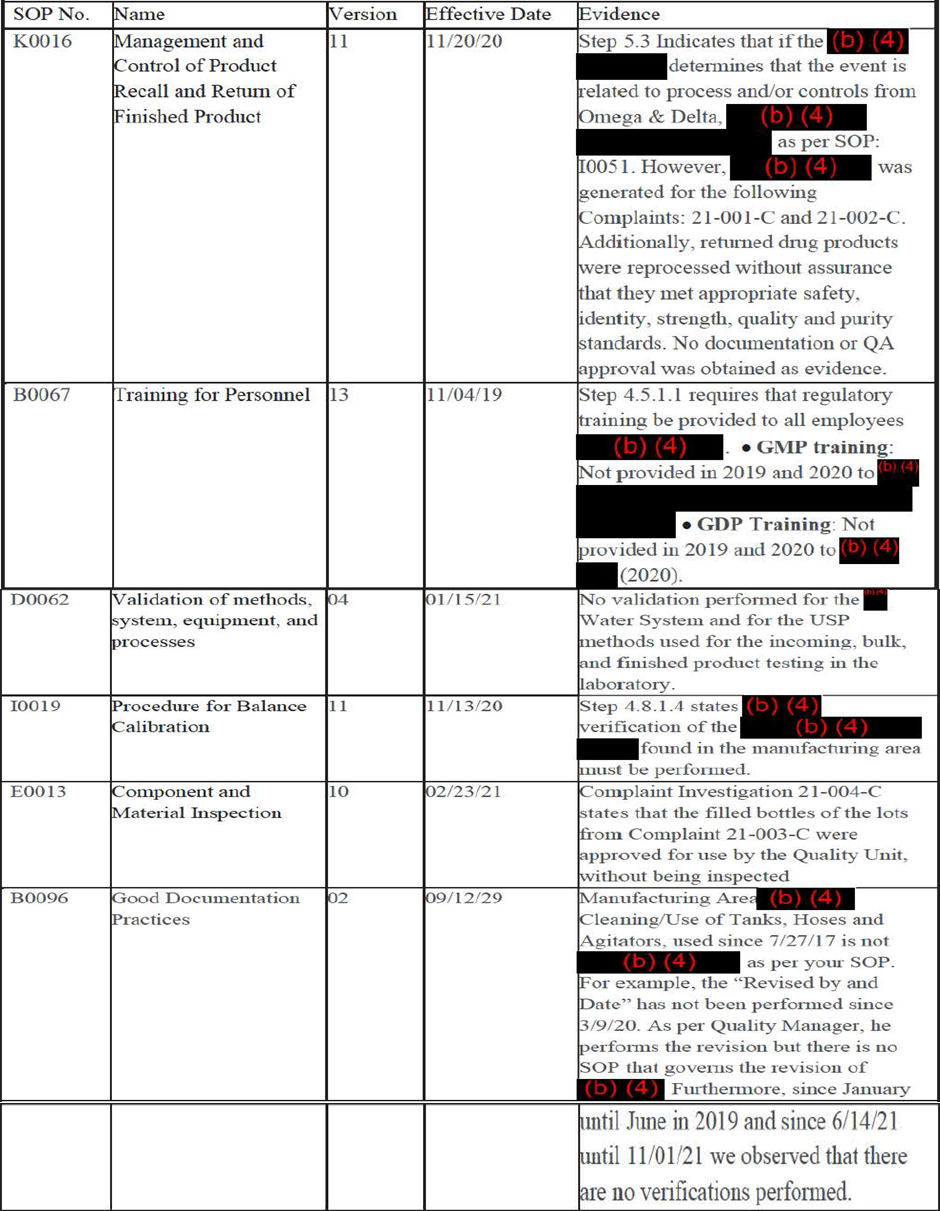 SOP No. Name Version Effective Date Evidence
K0016 Management and 11 11/20/20 Step 5.3 Indicates that if the (b) (4)
Control of Product determines that the event is
Recall and Return of related to process and/or controls from
Finished Product Omega & Delta, (b) (4)
as per SOP:
I0051. However, (b) (4) was
generated for the following
Complaints: 21-001-C and 21-002-C.
Additionally, returned drug products
were reprocessed without assurance
that they met appropriate safety,
identity, strength, quality and purity
standards. No documentation or QA
approval was obtained as evidence.
B0067 Training for Personnel 13 11/04/19 Step 4.5.1.1 requires that regulatory
training be provided to all employees
(b) (4) . • GMP training:
Not provided in 2019 and 2020 to (b) (4)
• GDP Training: Not
provided in 2019 and 2020 to (b) (4)
(2020).
D0062 Validation of methods, 04 01/15/21 No validation performed for the (b) (4)
system, equipment, and Water System and for the USP
processes methods used for the incoming, bulk,
and finished product testing in the
laboratory.
I0019 Procedure for Balance 11 11/13/20 Step 4.8.1.4 states (b) (4)
Calibration verification of the (b) (4)
found in the manufacturing area
must be performed.
E0013 Component and 10 02/23/21 Complaint Investigation 21-004-C
Material Inspection states that the filled bottles of the lots
from Complaint 21-003-C were
approved for use by the Quality Unit,
without being inspected
B0096 Good Documentation 02 09/12/29 Manufacturing Area (b) (4)
Practices Cleaning/Use of Tanks, Hoses and
Agitators, used since 7/27/17 is not
(b) (4) as per your SOP.
For example, the “Revised by and
Date” has not been performed since
3/9/20. As per Quality Manager, he
performs the revision but there is no
SOP that governs the revision of
(b) (4) Furthermore, since January
until June in 2019 and since 6/14/21
until 11/01/21 we observed that there
are no verifications performed.